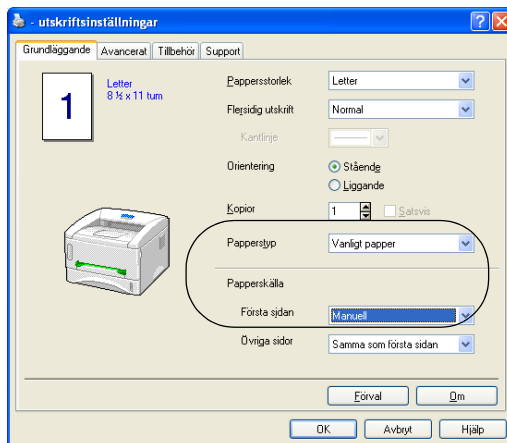 - utskriftsinställningar
Grundläggande Avancerat Tillbehör Support
1
Letter
8 ½ x 11 tum
Pappersstorlek Letter
Flersidig utskrift Normal
Kantlinje
Orientering Stående
Liggande
Kopior 1 Satsvis
Papperstyp Vanligt papper
Papperskälla
Första sidan Manuell
Övriga sidor Samma som första sidan
Förval Om
OK Avbryt Hjälp